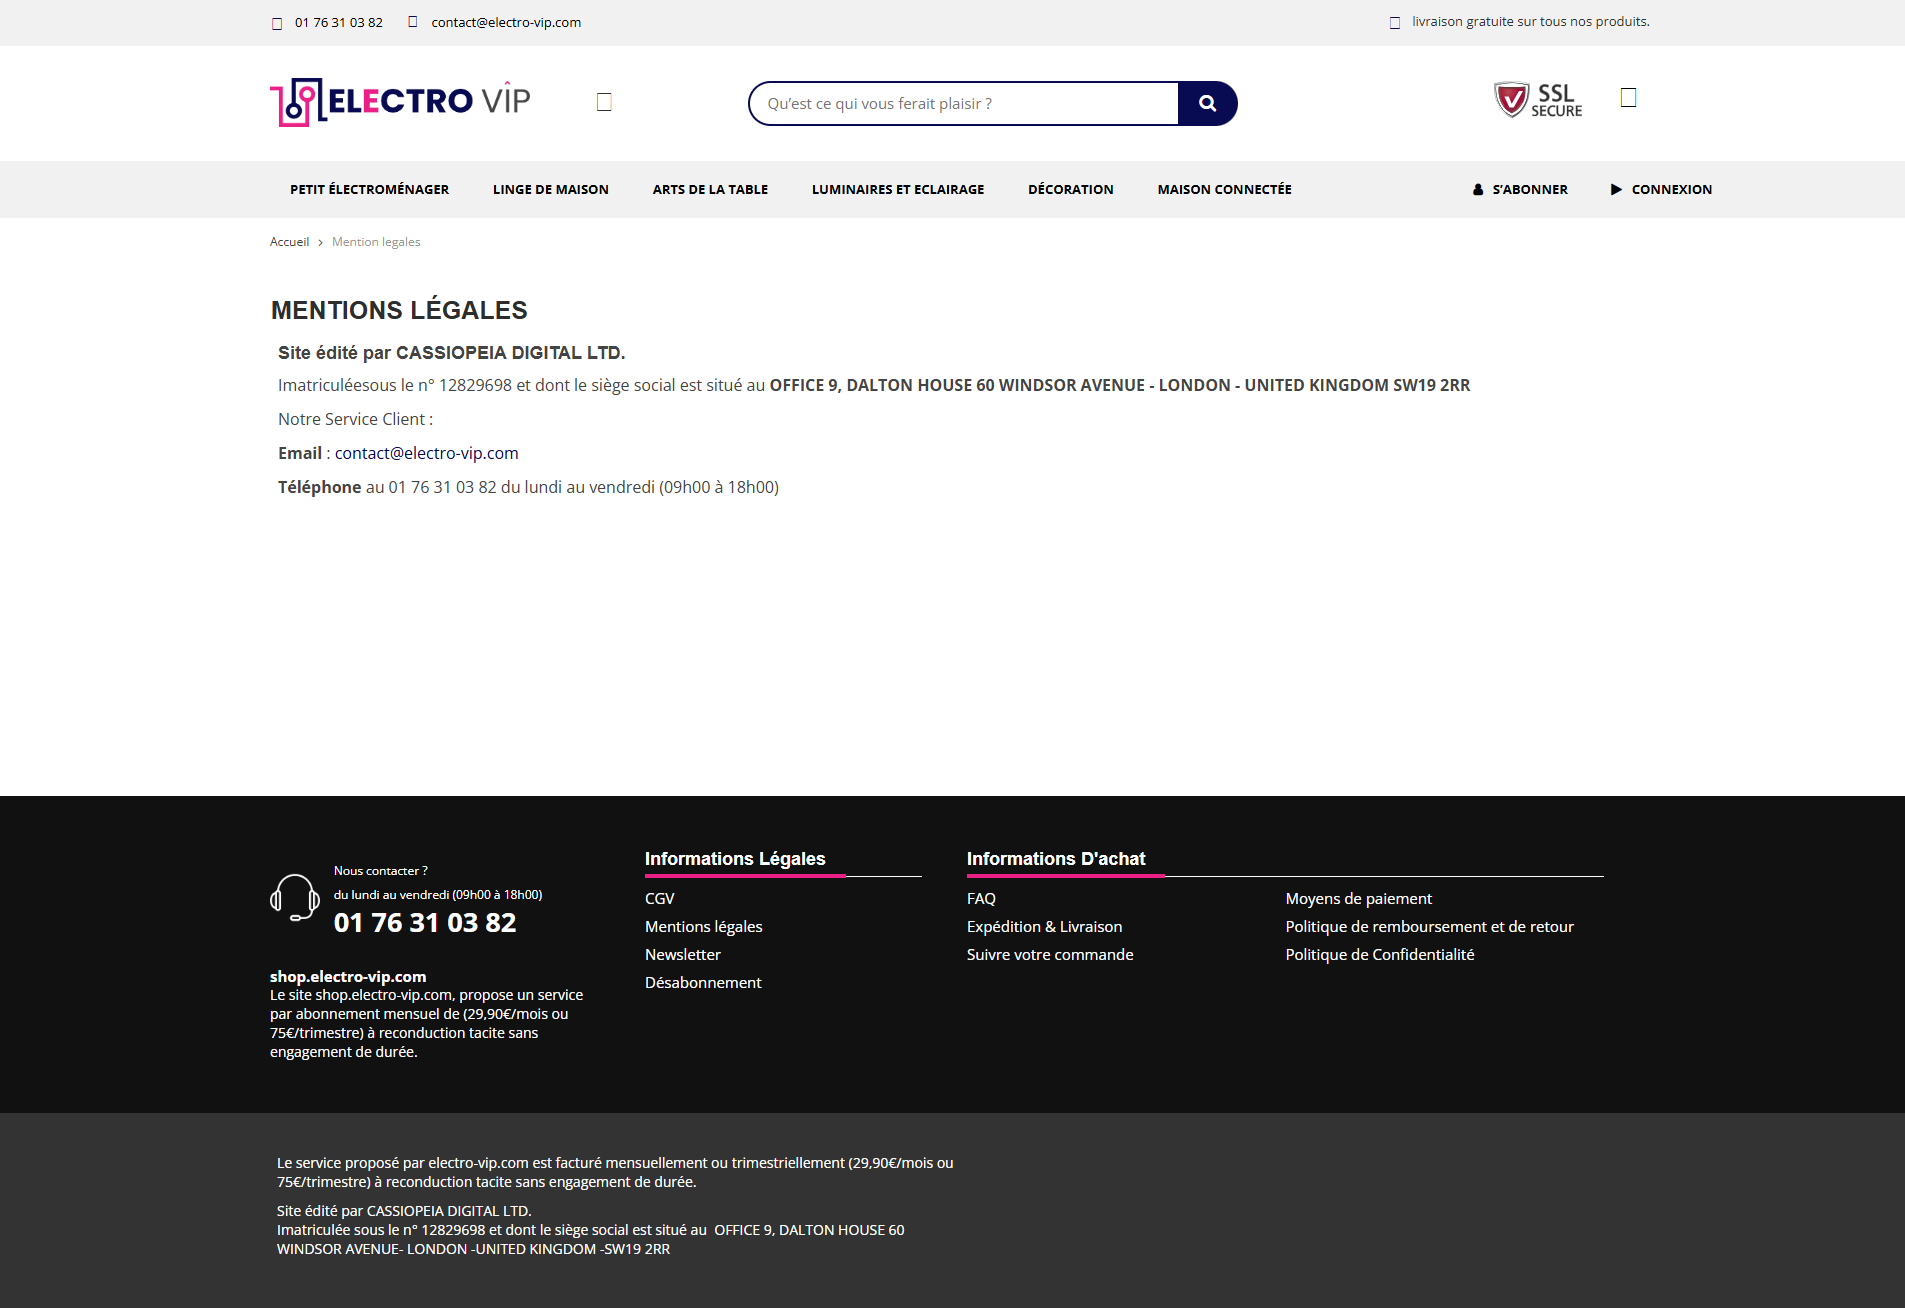 01 76 31 03 82 contact@electro-vip.com livraison gratuite sur tous nos produits.
ELECTRO VIP Qu'est ce qui vous ferait plaisir ? SSL
SECURE
PETIT ÉLECTROMÉNAGER LINGE DE MAISON ARTS DE LA TABLE LUMINAIRES ET ECLAIRAGE DÉCORATION MAISON CONNECTÉE S'ABONNER CONNEXION
Accueil > Mention legales
MENTIONS LÉGALES
Site édité par CASSIOPEIA DIGITAL LTD.
Imatriculéesous le n° 12829698 et dont le siège social est situé au OFFICE 9, DALTON HOUSE 60 WINDSOR AVENUE - LONDON - UNITED KINGDOM SW19 2RR
Notre Service Client :
Email : contact@electro-vip.com
Téléphone au 01 76 31 03 82 du lundi au vendredi (09h00 à 18h00)
Nous contacter ?
du lundi au vendredi (09h00 à 18h00)
01 76 31 03 82
shop.electro-vip.com
Le site shop.electro-vip.com, propose un service
par abonnement mensuel de (29,90€/mois ou
75€/trimestre) à reconduction tacite sans
engagement de durée.
Informations Légales
CGV
Mentions légales
Newsletter
Désabonnement
Informations D'achat
FAQ
Expédition & Livraison
Suivre votre commande
Moyens de paiement
Politique de remboursement et de retour
Politique de Confidentialité
Le service proposé par electro-vip.com est facturé mensuellement ou trimestriellement (29,90€/mois ou
75€/trimestre) à reconduction tacite sans engagement de durée.
Site édité par CASSIOPEIA DIGITAL LTD.
Imatriculée sous le n° 12829698 et dont le siège social est situé au OFFICE 9, DALTON HOUSE 60
WINDSOR AVENUE- LONDON -UNITED KINGDOM -SW19 2RR